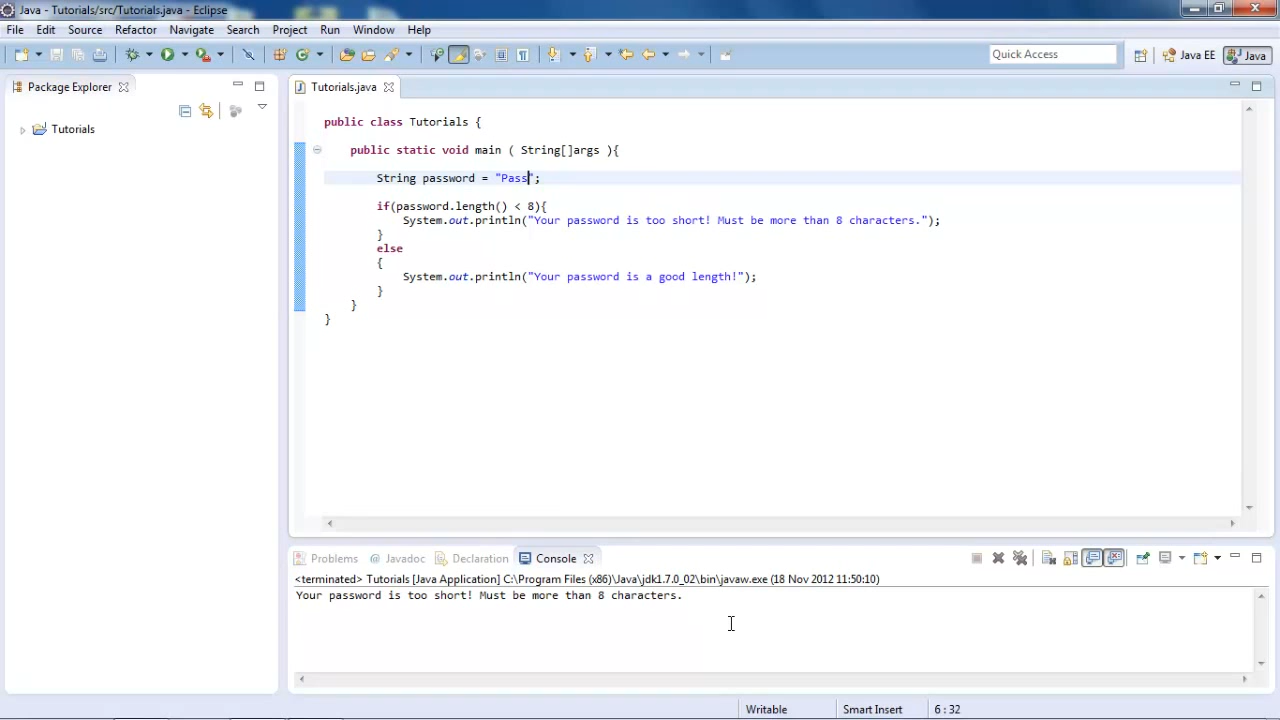 Java - Tutorials/src/Tutorials.java - Eclipse
File Edit Source Refactor Navigate Search Project Run Window Help
Quick Access Java EE Java
Package Explorer
Tutorials
Tutorials.java
public class Tutorials {
public static void main ( String[]args ){
String password = "Pass";
if(password.length() < 8){
System.out.println("Your password is too short! Must be more than 8 characters.");
}
else
{
System.out.println("Your password is a good length!");
}
}
}
Problems @ Javadoc Declaration Console
<terminated> Tutorials [Java Application] C:\Program Files (x86)\Java\jdk1.7.0_02\bin\javaw.exe (18 Nov 2012 11:50:10)
Your password is too short! Must be more than 8 characters.
Writable Smart Insert 6 : 32